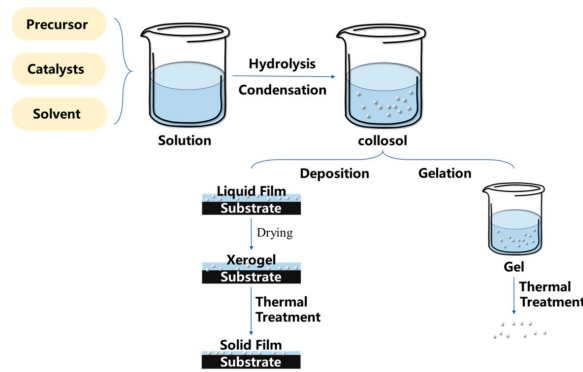 Precursor
Catalysts
Solvent
Hydrolysis
Condensation
Solution
collosol
Deposition
Gelation
Liquid Film
Substrate
Drying
Xerogel
Substrate
Thermal
Treatment
Solid Film
Substrate
Gel
Thermal
Treatment